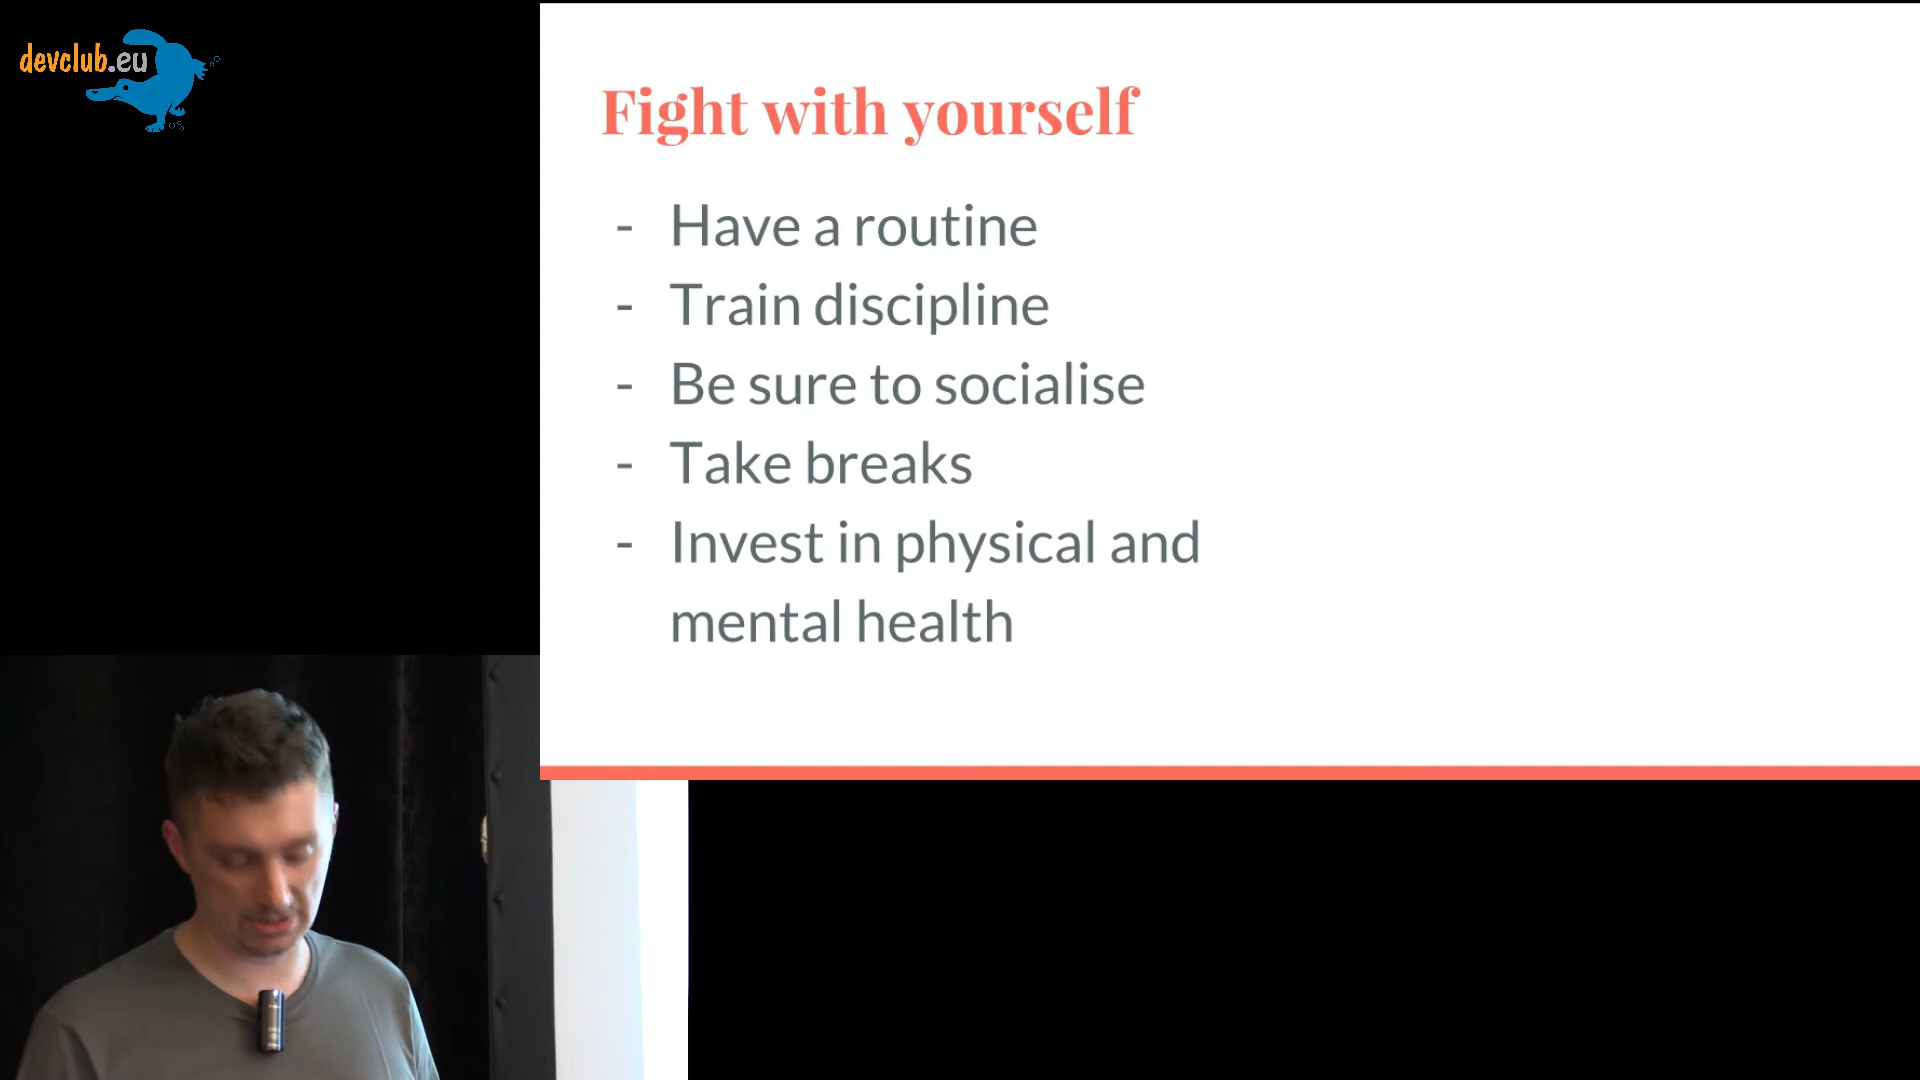 devclub.eu
Fight with yourself
- Have a routine
- Train discipline
- Be sure to socialise
- Take breaks
- Invest in physical and
mental health